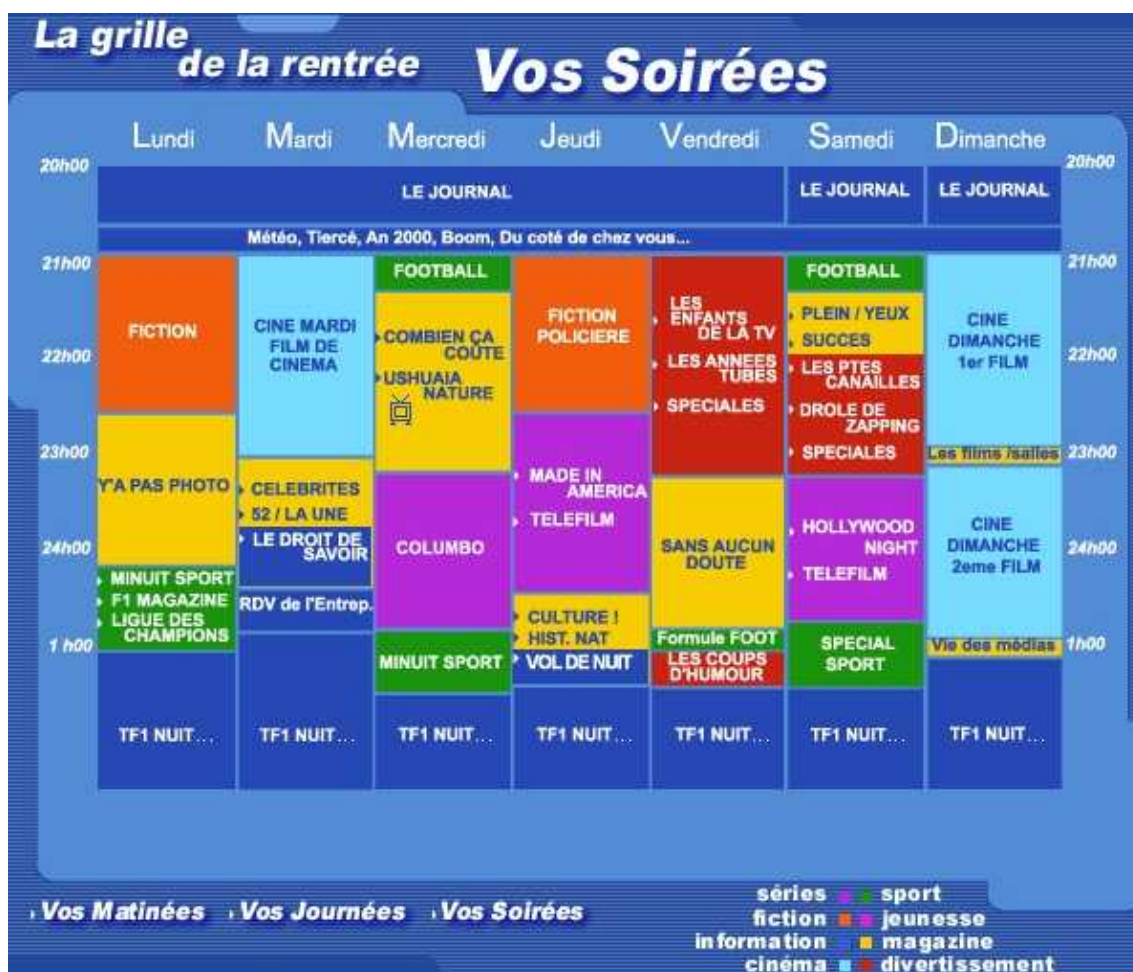 La grille
de la rentrée
Vos Soirées
Lundi Mardi Mercredi Jeudi Vendredi Samedi Dimanche
20h00 20h00
LE JOURNAL LE JOURNAL LE JOURNAL
Météo, Tiercé, An 2000, Boom, Du coté de chez vous...
21h00 21h00
FICTION
Y'A PAS PHOTO
MINUIT SPORT
F1 MAGAZINE
LIGUE DES
CHAMPIONS
TF1 NUIT...
CINE MARDI
FILM DE
CINEMA
CELEBRITES
52 / LA UNE
LE DROIT DE
SAVOIR
RDV de l'Entrep.
TF1 NUIT...
FOOTBALL
COMBIEN ÇA
COÛTE
USHUAIA
NATURE
COLUMBO
MINUIT SPORT
TF1 NUIT...
FICTION
POLICIERE
MADE IN
AMERICA
TELEFILM
CULTURE !
HIST. NAT
VOL DE NUIT
TF1 NUIT...
LES
ENFANTS
DE LA TV
LES ANNEES
TUBES
SPECIALES
SANS AUCUN
DOUTE
Formule FOOT
LES COUPS
D'HUMOUR
TF1 NUIT...
FOOTBALL
PLEIN / YEUX
SUCCES
LES PTES
CANAILLES
DROLE DE
ZAPPING
SPECIALES
HOLLYWOOD
NIGHT
TELEFILM
SPECIAL
SPORT
TF1 NUIT...
CINE
DIMANCHE
1er FILM
Les films /salles
CINE
DIMANCHE
2eme FILM
Vie des médias
TF1 NUIT...
22h00 22h00
23h00 23h00
24h00 24h00
1 h00 1h00
Vos Matinées Vos Journées Vos Soirées
séries sport
fiction jeunesse
information magazine
cinéma divertissement